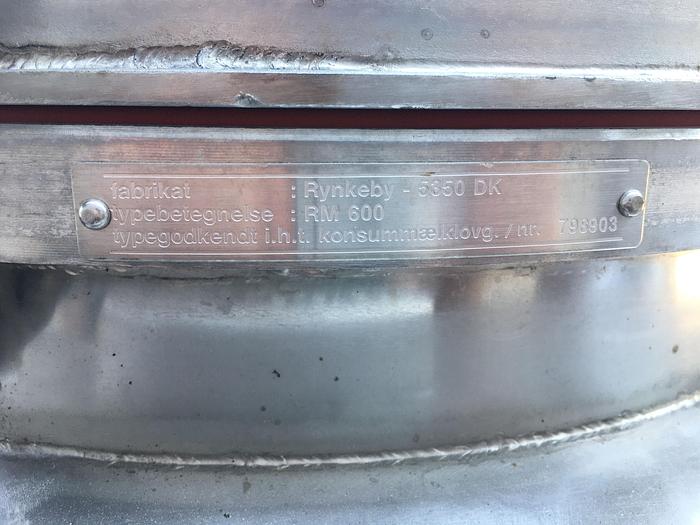 fabrikat : Rynkeby - 5350 DK
typebetegnelse : RM 600
typegodkendt i.h.t. konsummælklovg. / nr. 798903